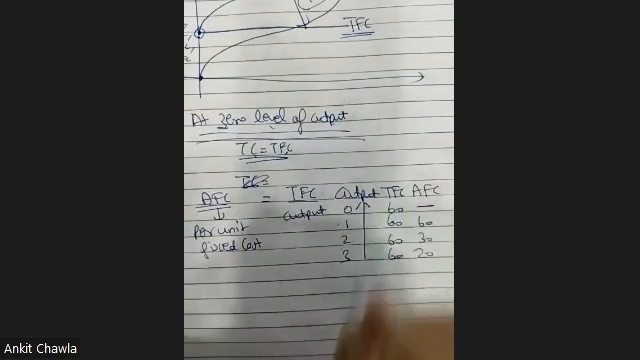 TFC
At zero level of output
TC = TFC
AFC = TFC Output TFC AFC
output 0 60 —
per unit 1 60 60
fixed Cost 2 60 30
3 60 20
Ankit Chawla